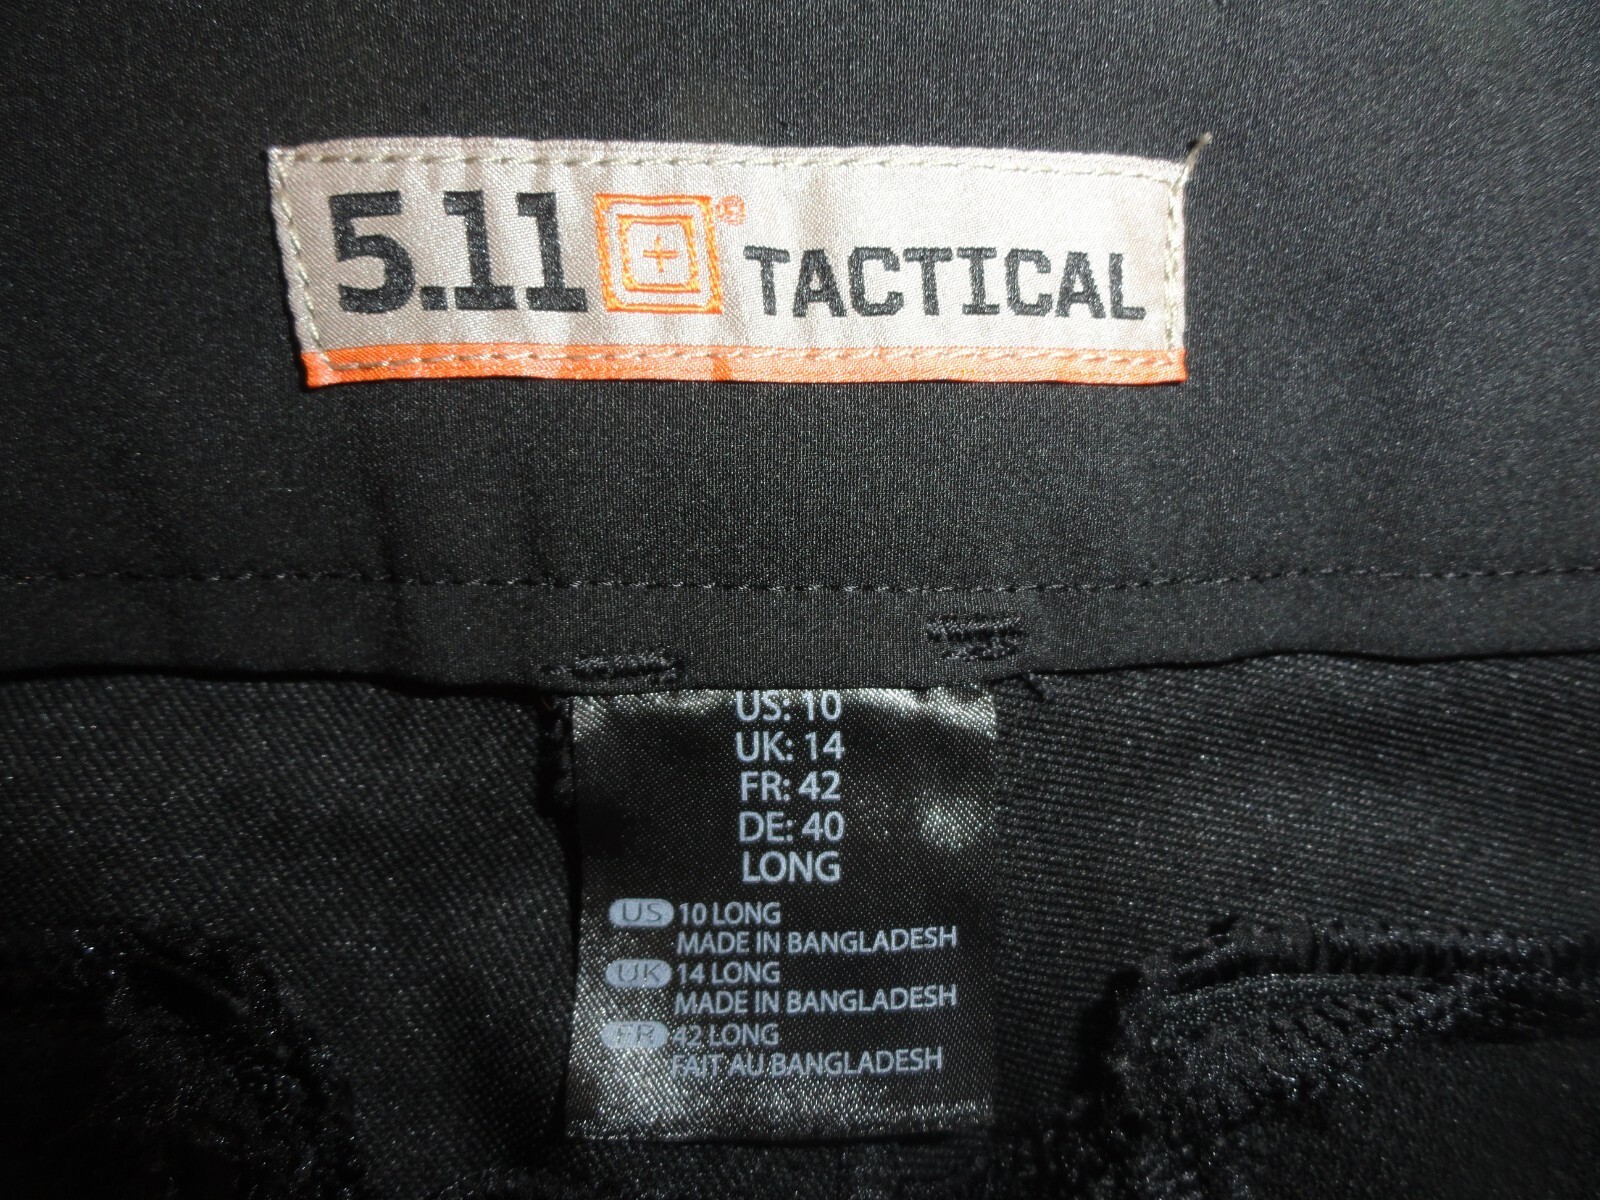 5.11® TACTICAL
US: 10
UK: 14
FR: 42
DE: 40
LONG
US 10 LONG
MADE IN BANGLADESH
UK 14 LONG
MADE IN BANGLADESH
FR 42 LONG
FAIT AU BANGLADESH